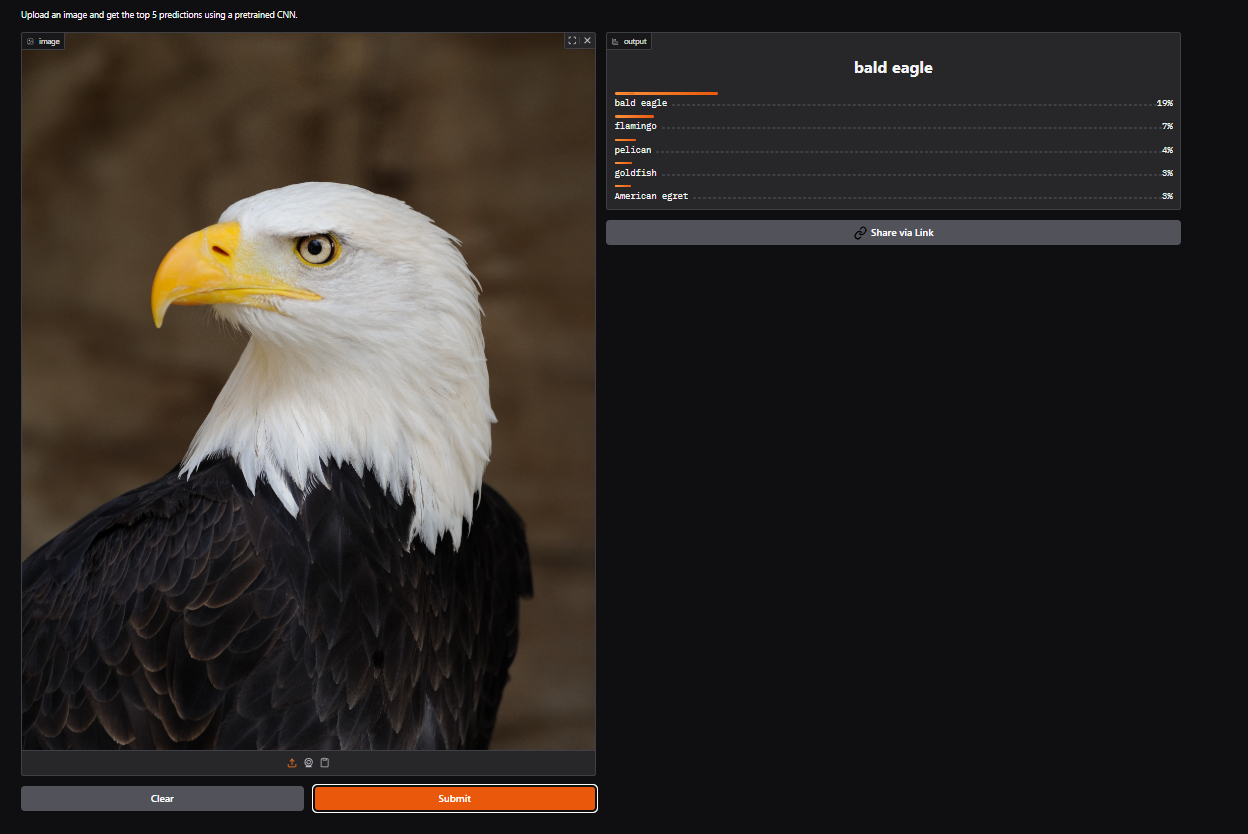 Upload an image and get the top 5 predictions using a pretrained CNN.
image
output
bald eagle
bald eagle 19%
flamingo 7%
pelican 4%
goldfish 3%
American egret 3%
Share via Link
Clear
Submit